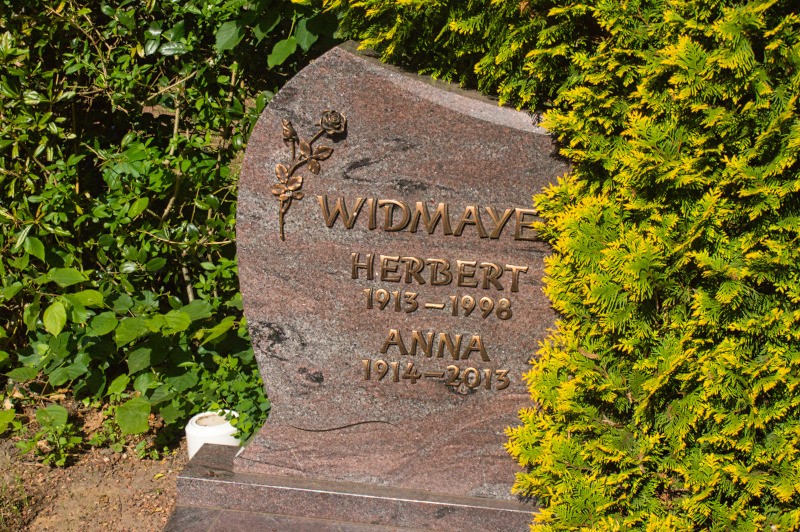 WIDMAYE
HERBERT
1913–1998
ANNA
1914–2013